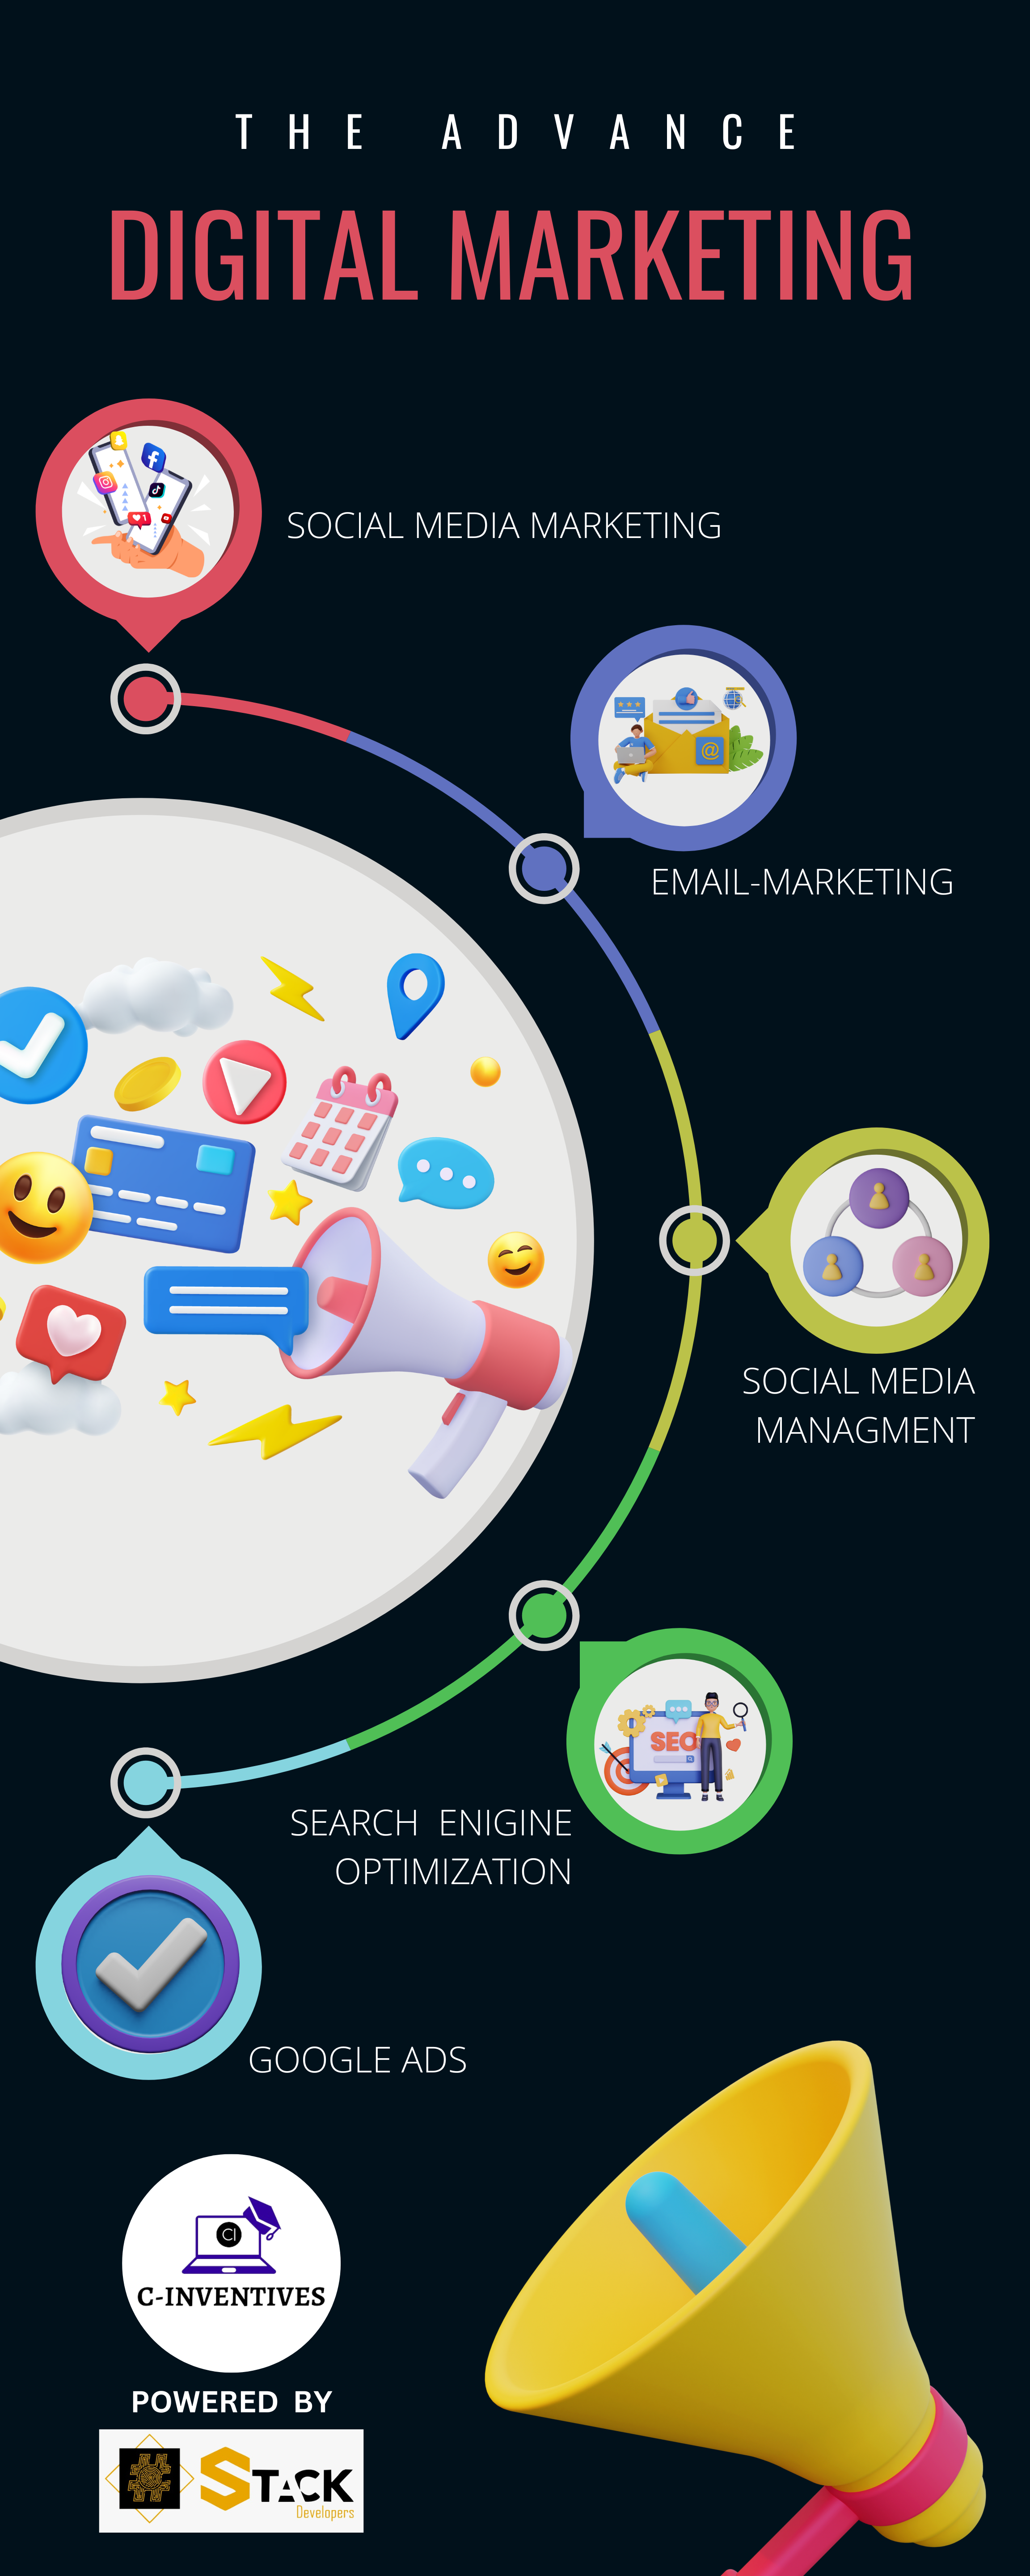 THE ADVANCE
DIGITAL MARKETING
SOCIAL MEDIA MARKETING
@
EMAIL-MARKETING
SOCIAL MEDIA
MANAGMENT
SEO
SEARCH ENIGINE
OPTIMIZATION
GOOGLE ADS
CI
C-INVENTIVES
POWERED BY
STACK
Developers